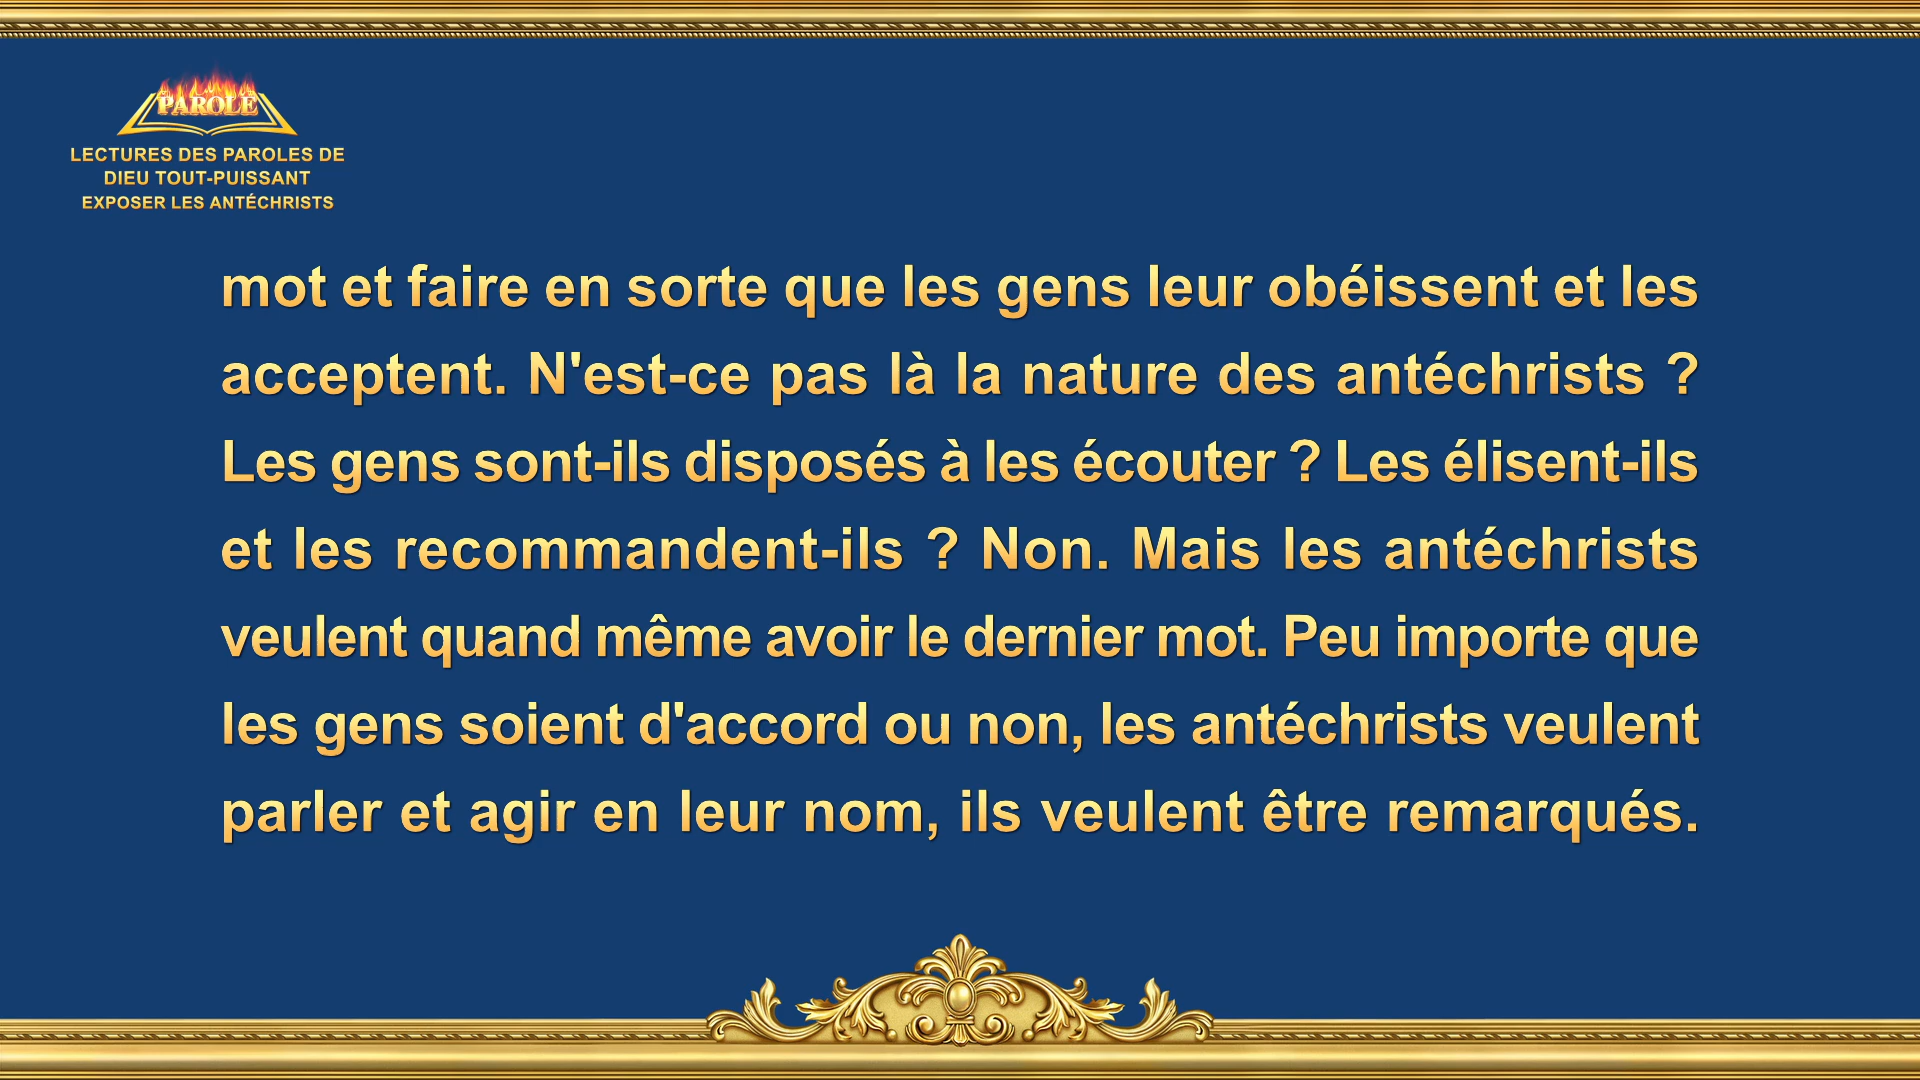 PAROLE
LECTURES DES PAROLES DE
DIEU TOUT-PUISSANT
EXPOSER LES ANTÉCHRISTS
mot et faire en sorte que les gens leur obéissent et les
acceptent. N'est-ce pas là la nature des antéchrists ?
Les gens sont-ils disposés à les écouter ? Les élisent-ils
et les recommandent-ils ? Non. Mais les antéchrists
veulent quand même avoir le dernier mot. Peu importe que
les gens soient d'accord ou non, les antéchrists veulent
parler et agir en leur nom, ils veulent être remarqués.